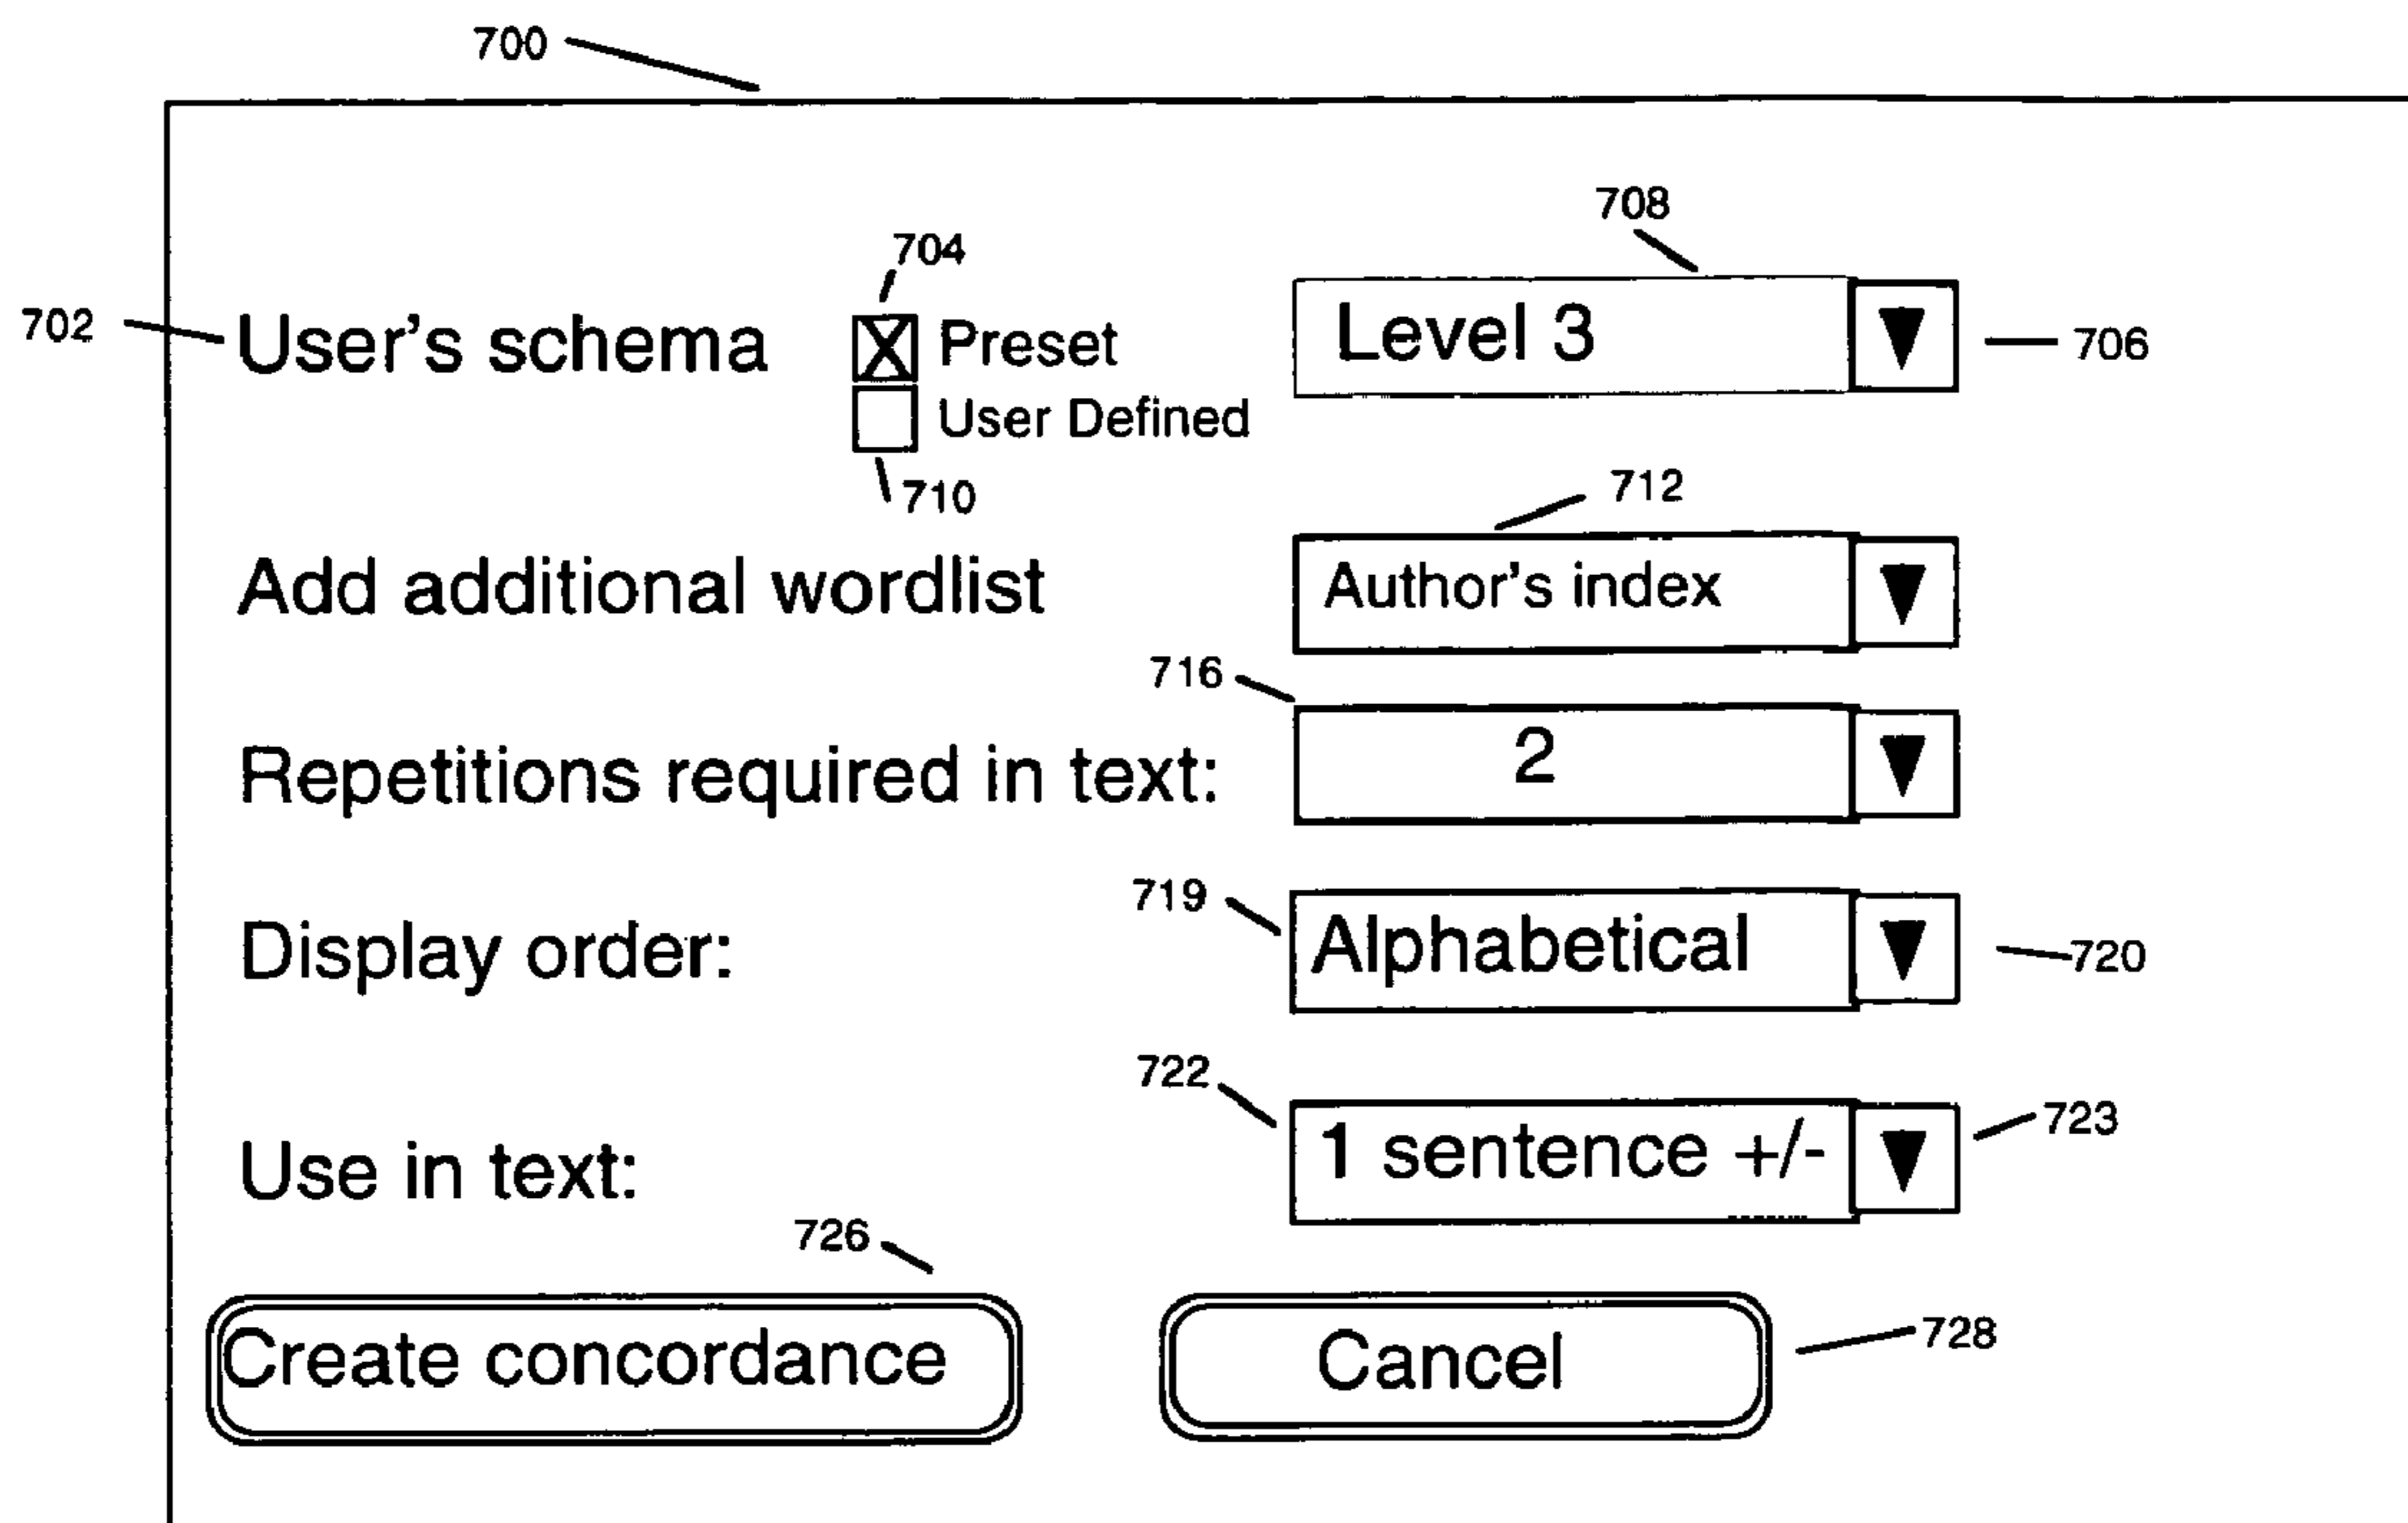 700
708
704
702 User's schema X Preset Level 3 706
User Defined
710
712
Add additional wordlist Author's index
716
Repetitions required in text: 2
719
Display order: Alphabetical 720
722
723
Use in text: 1 sentence +/-
726
Create concordance Cancel 728